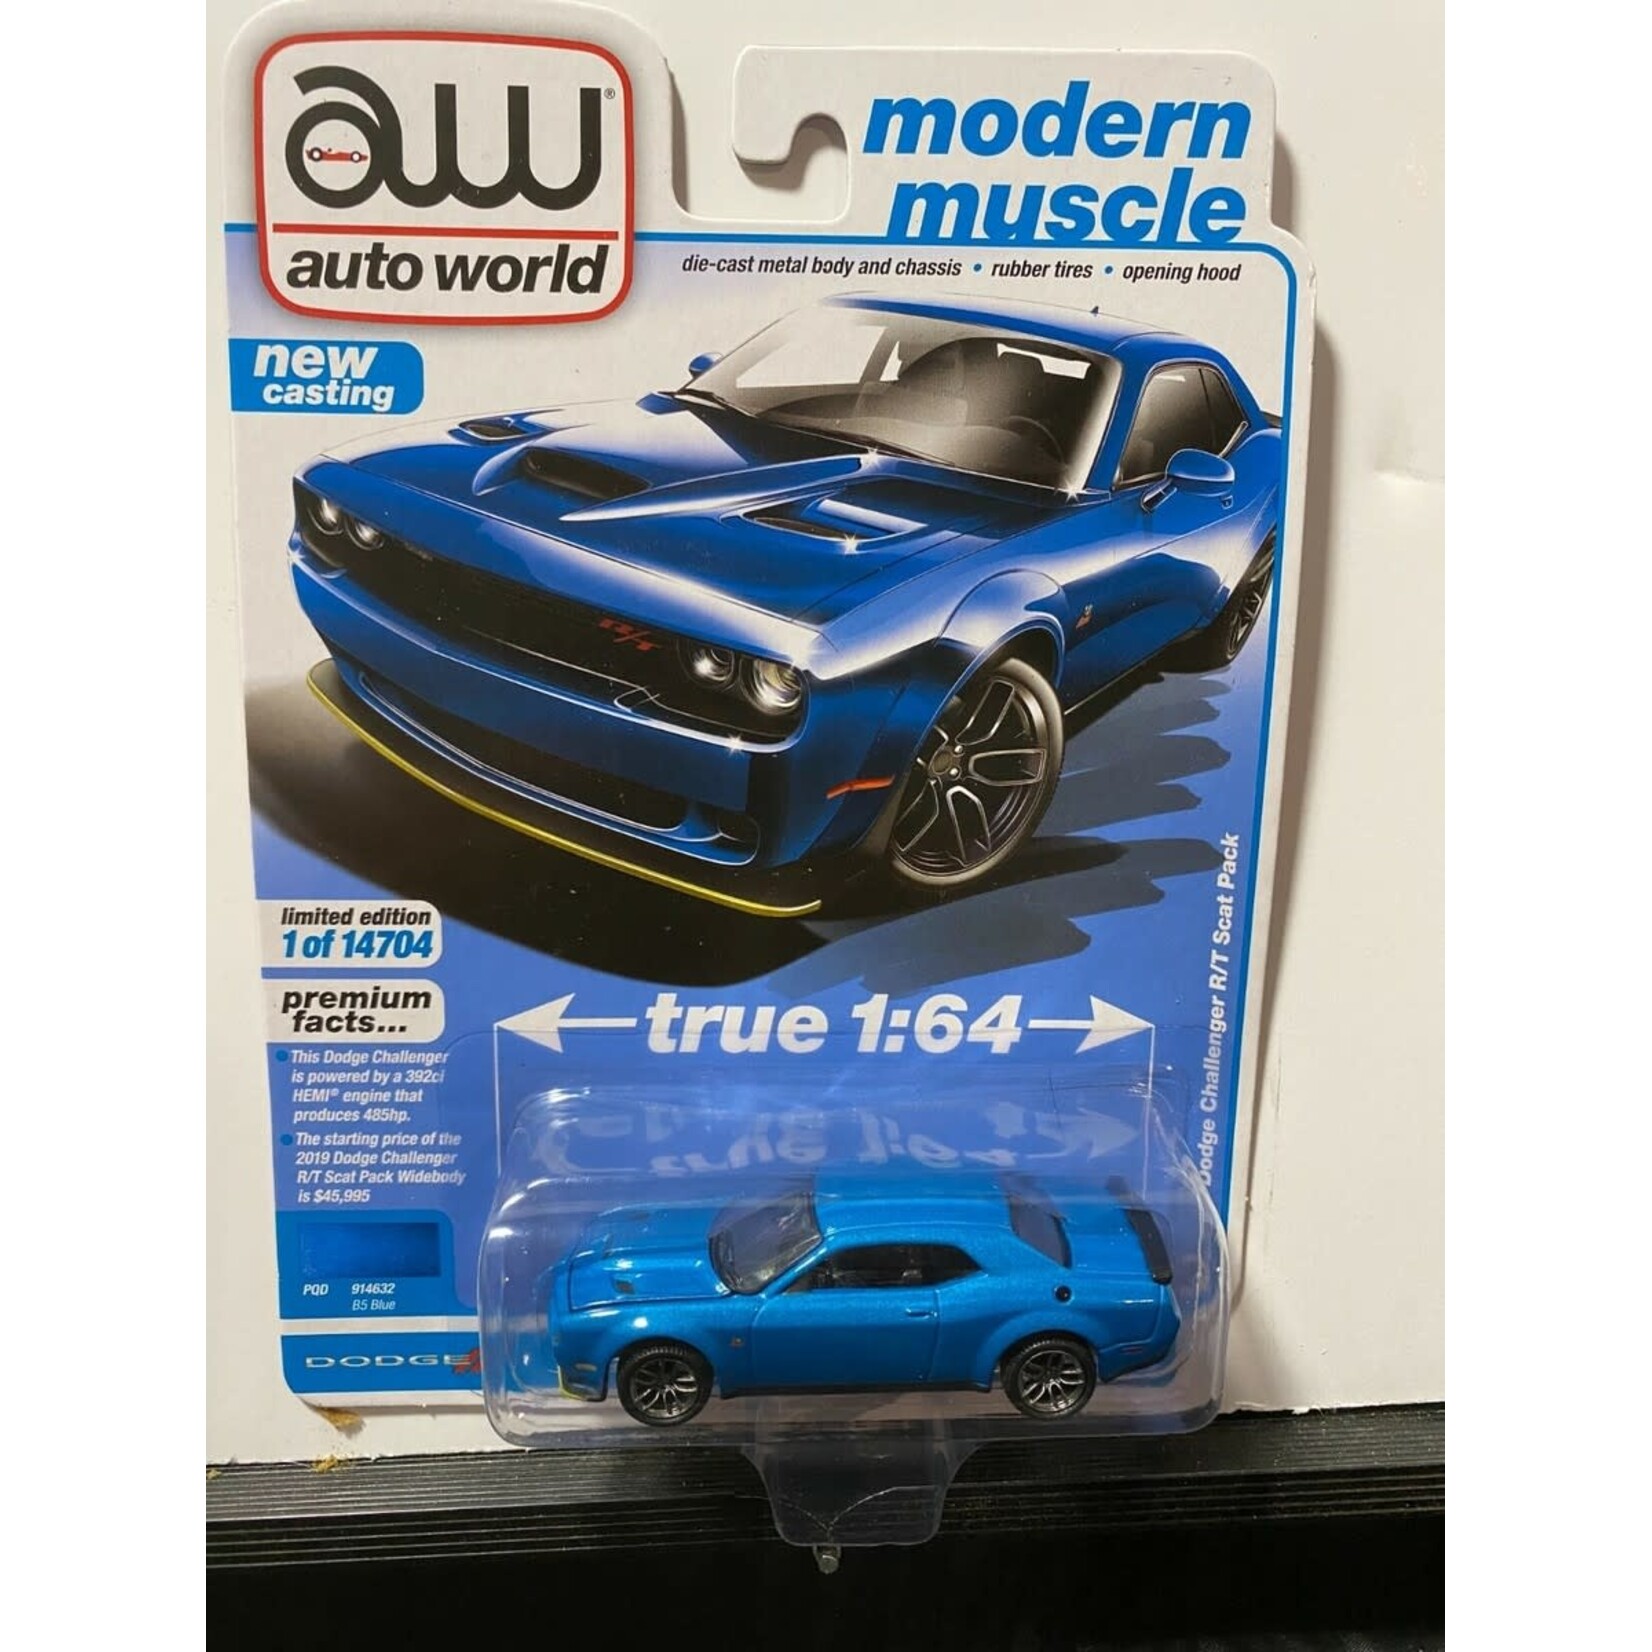 aw®
auto world
modern
muscle
die-cast metal body and chassis • rubber tires • opening hood
new
casting
R/T
limited edition
1 of 14704
premium
facts...
This Dodge Challenger
is powered by a 392ci
HEMI® engine that
produces 485hp.
The starting price of the
2019 Dodge Challenger
R/T Scat Pack Widebody
is $45,995
PQD 914632
B5 Blue
DODGE
true 1:64
Dodge Challenger R/T Scat Pack